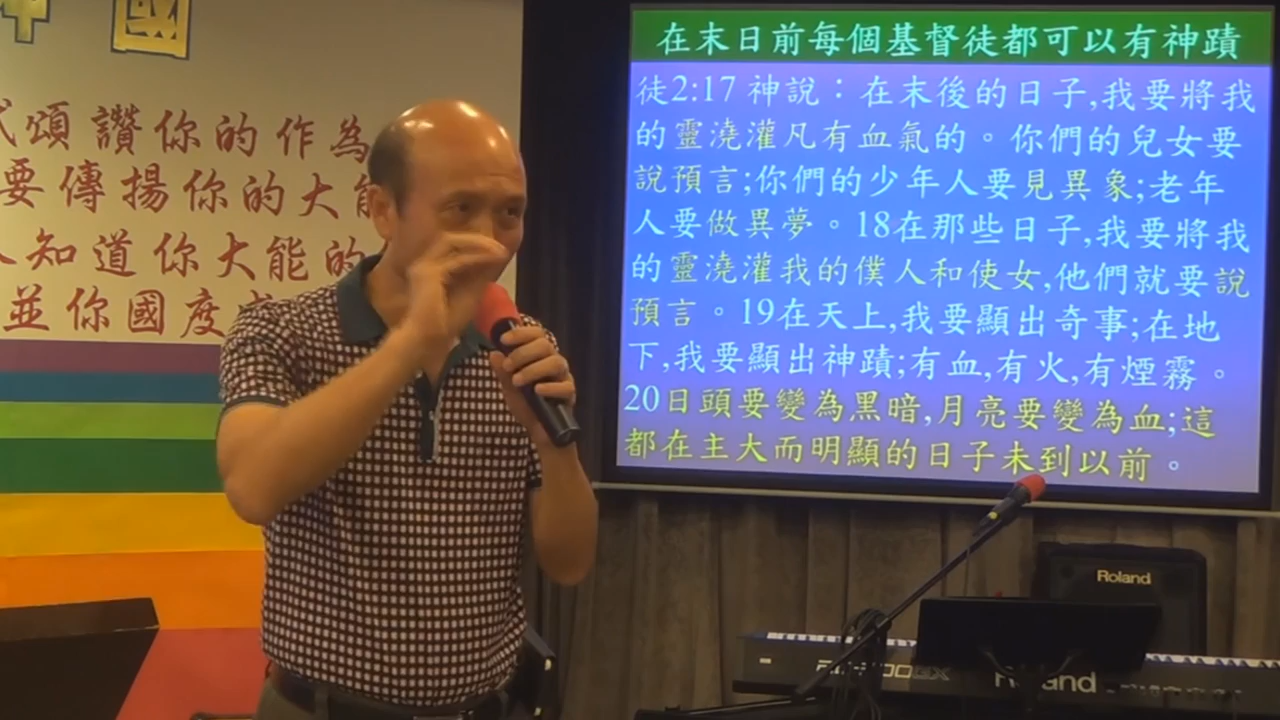 神國
頌讚你的作為
要傳揚你的大能
人知道你大能的
並你國度
在末日前每個基督徒都可以有神蹟
徒2:17 神說：在末後的日子,我要將我
的靈澆灌凡有血氣的。你們的兒女要
說預言;你們的少年人要見異象;老年
人要做異夢。18在那些日子,我要將我
的靈澆灌我的僕人和使女,他們就要說
預言。19在天上,我要顯出奇事;在地
下,我要顯出神蹟;有血,有火,有煙霧。
20日頭要變為黑暗,月亮要變為血;這
都在主大而明顯的日子未到以前。
Roland
Roland